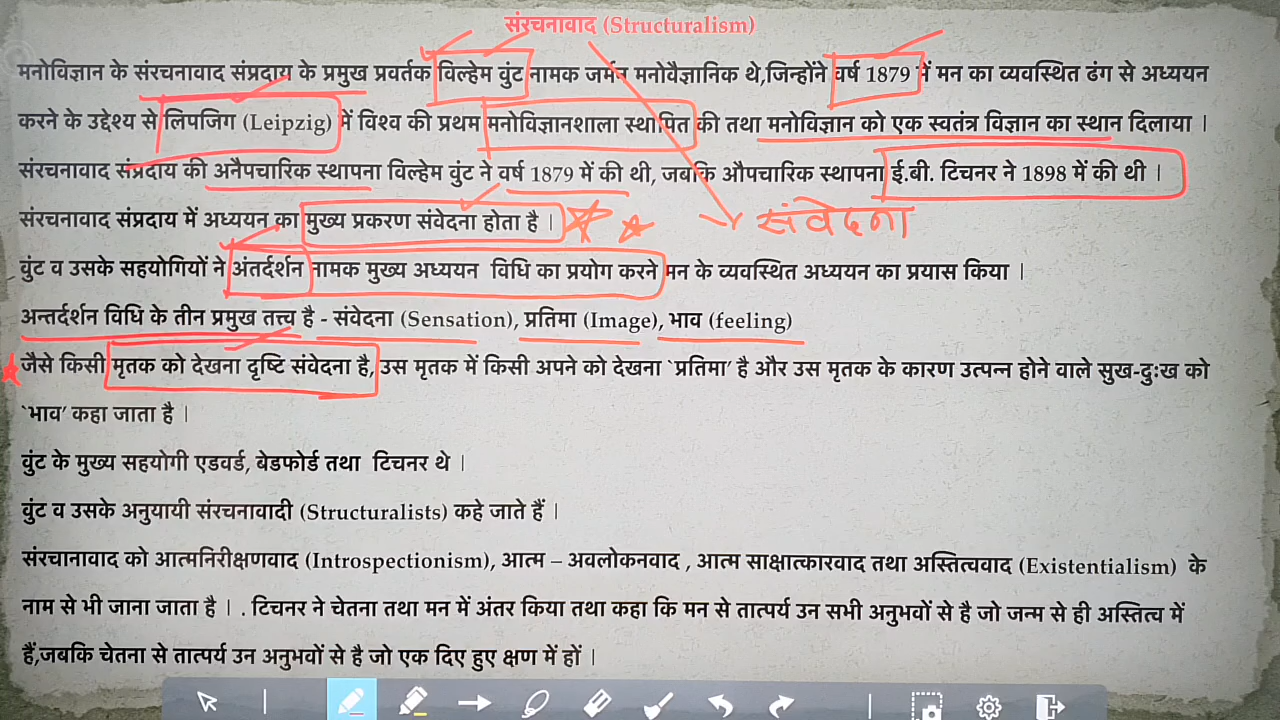 संरचनावाद (Structuralism)
मनोविज्ञान के संरचनावाद संप्रदाय के प्रमुख प्रवर्तक विल्हेम वुंट नामक जर्मन मनोवैज्ञानिक थे,जिन्होंने वर्ष 1879 में मन का व्यवस्थित ढंग से अध्ययन
करने के उद्देश्य से लिपजिग (Leipzig) में विश्व की प्रथम मनोविज्ञानशाला स्थापित की तथा मनोविज्ञान को एक स्वतंत्र विज्ञान का स्थान दिलाया ।
संरचनावाद संप्रदाय की अनैपचारिक स्थापना विल्हेम वुंट ने वर्ष 1879 में की थी, जबकि औपचारिक स्थापना ई.बी. टिचनर ने 1898 में की थी ।
संरचनावाद संप्रदाय में अध्ययन का मुख्य प्रकरण संवेदना होता है । संवेदना
वुंट व उसके सहयोगियों ने अंतर्दर्शन नामक मुख्य अध्ययन विधि का प्रयोग करने मन के व्यवस्थित अध्ययन का प्रयास किया ।
अन्तर्दर्शन विधि के तीन प्रमुख तत्त्व है - संवेदना (Sensation), प्रतिमा (Image), भाव (feeling)
जैसे किसी मृतक को देखना दृष्टि संवेदना है, उस मृतक में किसी अपने को देखना `प्रतिमा’ है और उस मृतक के कारण उत्पन्न होने वाले सुख-दुःख को
`भाव’ कहा जाता है ।
वुंट के मुख्य सहयोगी एडवर्ड, बेडफोर्ड तथा टिचनर थे ।
वुंट व उसके अनुयायी संरचनावादी (Structuralists) कहे जाते हैं ।
संरचानावाद को आत्मनिरीक्षणवाद (Introspectionism), आत्म – अवलोकनवाद , आत्म साक्षात्कारवाद तथा अस्तित्ववाद (Existentialism) के
नाम से भी जाना जाता है । . टिचनर ने चेतना तथा मन में अंतर किया तथा कहा कि मन से तात्पर्य उन सभी अनुभवों से है जो जन्म से ही अस्तित्व में
हैं,जबकि चेतना से तात्पर्य उन अनुभवों से है जो एक दिए हुए क्षण में हों ।